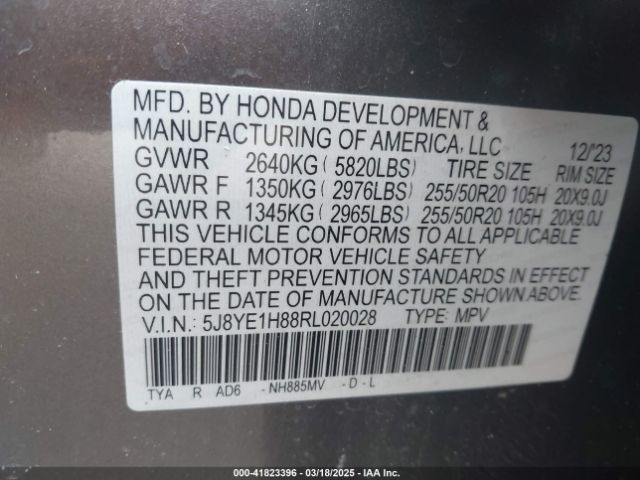 MFD. BY HONDA DEVELOPMENT &
MANUFACTURING OF AMERICA, LLC 12/'23
GVWR 2640KG ( 5820LBS) TIRE SIZE RIM SIZE
GAWR F 1350KG ( 2976LBS) 255/50R20 105H 20X9.0J
GAWR R 1345KG ( 2965LBS) 255/50R20 105H 20X9.0J
THIS VEHICLE CONFORMS TO ALL APPLICABLE
FEDERAL MOTOR VEHICLE SAFETY
AND THEFT PREVENTION STANDARDS IN EFFECT
ON THE DATE OF MANUFACTURE SHOWN ABOVE.
V.I.N.: 5J8YE1H88RL020028 TYPE: MPV
TYA R AD6 -NH885MV -D-L
000-41823396 - 03/18/2025 - IAA Inc.